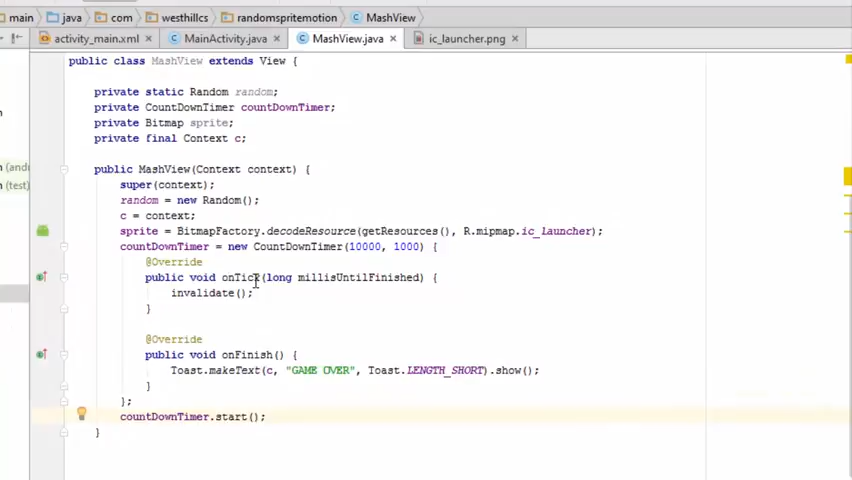 main java com westhillcs randomspritemotion MashView
activity_main.xml MainActivity.java MashView.java ic_launcher.png
public class MashView extends View {
private static Random random;
private CountDownTimer countDownTimer;
private Bitmap sprite;
private final Context c;
public MashView(Context context) {
super(context);
random = new Random();
c = context;
sprite = BitmapFactory.decodeResource(getResources(), R.mipmap.ic_launcher);
countDownTimer = new CountDownTimer(10000, 1000) {
@Override
public void onTick(long millisUntilFinished) {
invalidate();
}
@Override
public void onFinish() {
Toast.makeText(c, "GAME OVER", Toast.LENGTH_SHORT).show();
}
};
countDownTimer.start();
}
(test)